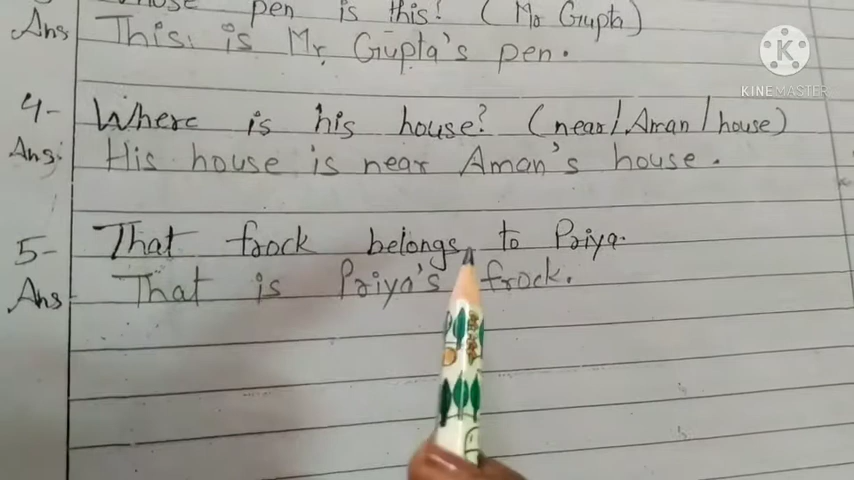 pen is this? (Mr Gupta)
Ans This is Mr. Gupta's pen.
K
KINEMASTER
4- Where is his house? (near/Aman/house)
Ans: His house is near Aman's house.
5- That frock belongs to Priya.
Ans That is Priya's frock.